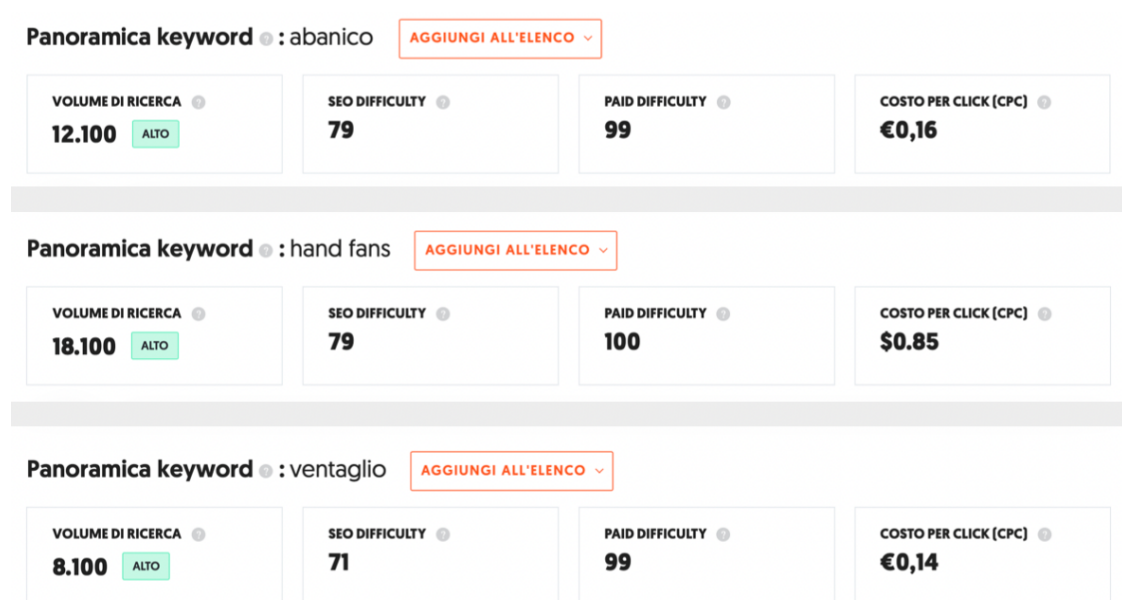 Panoramica keyword ? : abanico AGGIUNGI ALL'ELENCO
VOLUME DI RICERCA ? SEO DIFFICULTY ? PAID DIFFICULTY ? COSTO PER CLICK (CPC) ?
12.100 ALTO 79 99 €0,16
Panoramica keyword ? : hand fans AGGIUNGI ALL'ELENCO
VOLUME DI RICERCA ? SEO DIFFICULTY ? PAID DIFFICULTY ? COSTO PER CLICK (CPC) ?
18.100 ALTO 79 100 $0.85
Panoramica keyword ? : ventaglio AGGIUNGI ALL'ELENCO
VOLUME DI RICERCA ? SEO DIFFICULTY ? PAID DIFFICULTY ? COSTO PER CLICK (CPC) ?
8.100 ALTO 71 99 €0,14